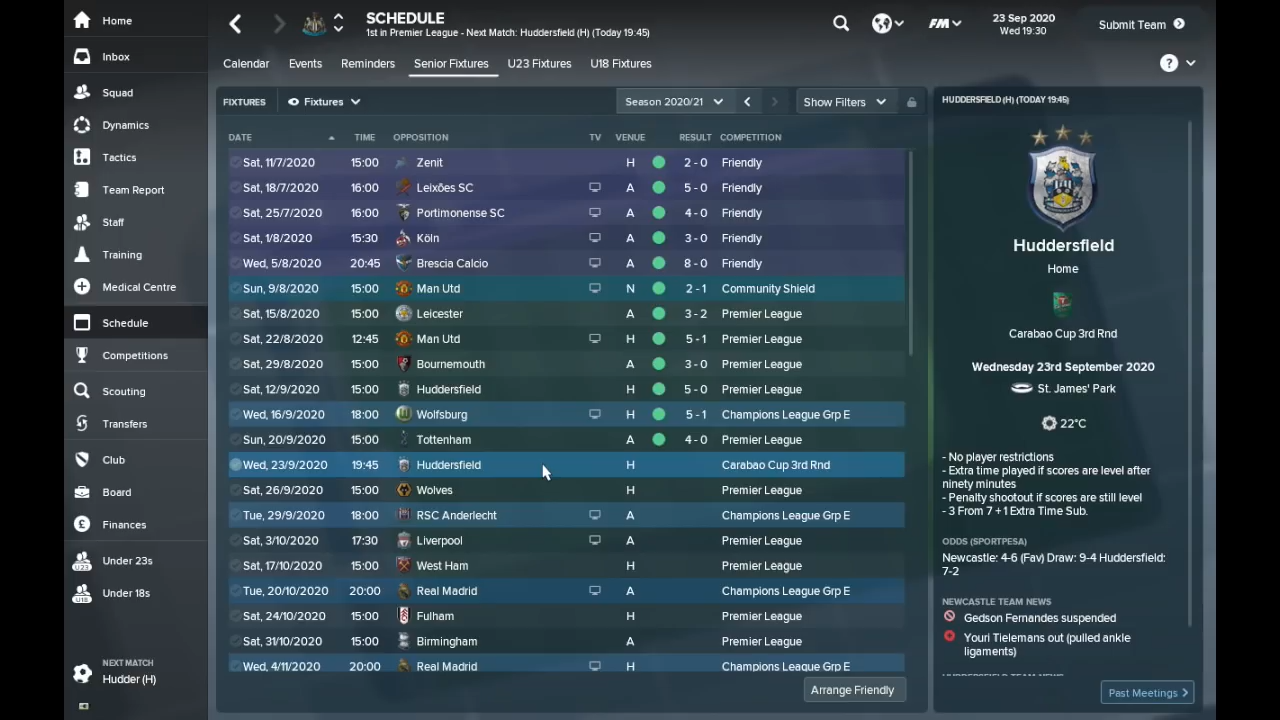 Home
Inbox
Squad
Dynamics
Tactics
Team Report
Staff
Training
Medical Centre
Schedule
Competitions
Scouting
Transfers
Club
Board
Finances
U23
Under 23s
U18
Under 18s
NEXT MATCH
Hudder (H)
SCHEDULE
1st in Premier League - Next Match: Huddersfield (H) (Today 19:45)
FM
23 Sep 2020
Wed 19:30
Submit Team
Calendar Events Reminders Senior Fixtures U23 Fixtures U18 Fixtures
?
FIXTURES Fixtures Season 2020/21 Show Filters
DATE TIME OPPOSITION TV VENUE RESULT COMPETITION
Sat, 11/7/2020 15:00 Zenit H 2 - 0 Friendly
Sat, 18/7/2020 16:00 Leixões SC A 5 - 0 Friendly
Sat, 25/7/2020 16:00 Portimonense SC A 4 - 0 Friendly
Sat, 1/8/2020 15:30 Köln A 3 - 0 Friendly
Wed, 5/8/2020 20:45 Brescia Calcio A 8 - 0 Friendly
Sun, 9/8/2020 15:00 Man Utd N 2 - 1 Community Shield
Sat, 15/8/2020 18:00 Leicester A 3 - 2 Premier League
Sat, 22/8/2020 12:45 Man Utd H 5 - 1 Premier League
Sat, 29/8/2020 15:00 Bournemouth A 3 - 0 Premier League
Sat, 12/9/2020 15:00 Huddersfield H 5 - 0 Premier League
Wed, 16/9/2020 18:00 Wolfsburg H 5 - 1 Champions League Grp E
Sun, 20/9/2020 15:00 Tottenham A 4 - 0 Premier League
Wed, 23/9/2020 19:45 Huddersfield H Carabao Cup 3rd Rnd
Sat, 26/9/2020 15:00 Wolves H Premier League
Tue, 29/9/2020 18:00 RSC Anderlecht A Champions League Grp E
Sat, 3/10/2020 17:30 Liverpool A Premier League
Sat, 17/10/2020 15:00 West Ham H Premier League
Tue, 20/10/2020 20:00 Real Madrid A Champions League Grp E
Sat, 24/10/2020 15:00 Fulham H Premier League
Sat, 31/10/2020 15:00 Birmingham A Premier League
Wed, 4/11/2020 20:00 Real Madrid H Champions League Grp E
Arrange Friendly
HUDDERSFIELD (H) (TODAY 19:45)
Huddersfield
Home
Carabao Cup 3rd Rnd
Wednesday 23rd September 2020
St. James' Park
22°C
- No player restrictions
- Extra time played if scores are level after
ninety minutes
- Penalty shootout if scores are still level
- 3 From 7 + 1 Extra Time Sub.
ODDS (SPORTPESA)
Newcastle: 4-6 (Fav) Draw: 9-4 Huddersfield:
7-2
NEWCASTLE TEAM NEWS
Gedson Fernandes suspended
Youri Tielemans out (pulled ankle
ligaments)
HUDDERSFIELD TEAM NEWS
Past Meetings